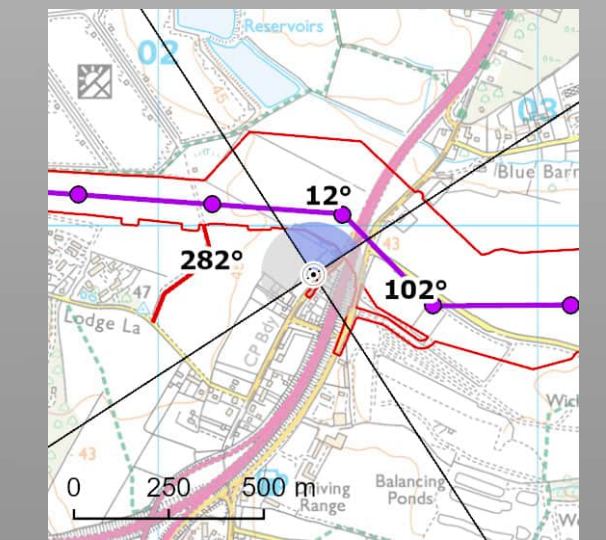 Reservoirs
02
45
03
Blue Barn
12°
43
282°
102°
47
Lodge La
CP Bdy
43
0 250 500 m
Driving
Range
Balancing
Ponds